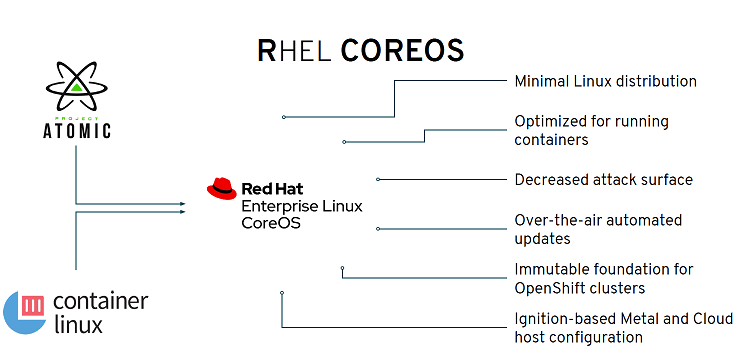 RHEL COREOS
PROJECT
ATOMIC
Red Hat
Enterprise Linux
CoreOS
container
linux
Minimal Linux distribution
Optimized for running
containers
Decreased attack surface
Over-the-air automated
updates
Immutable foundation for
OpenShift clusters
Ignition-based Metal and Cloud
host configuration